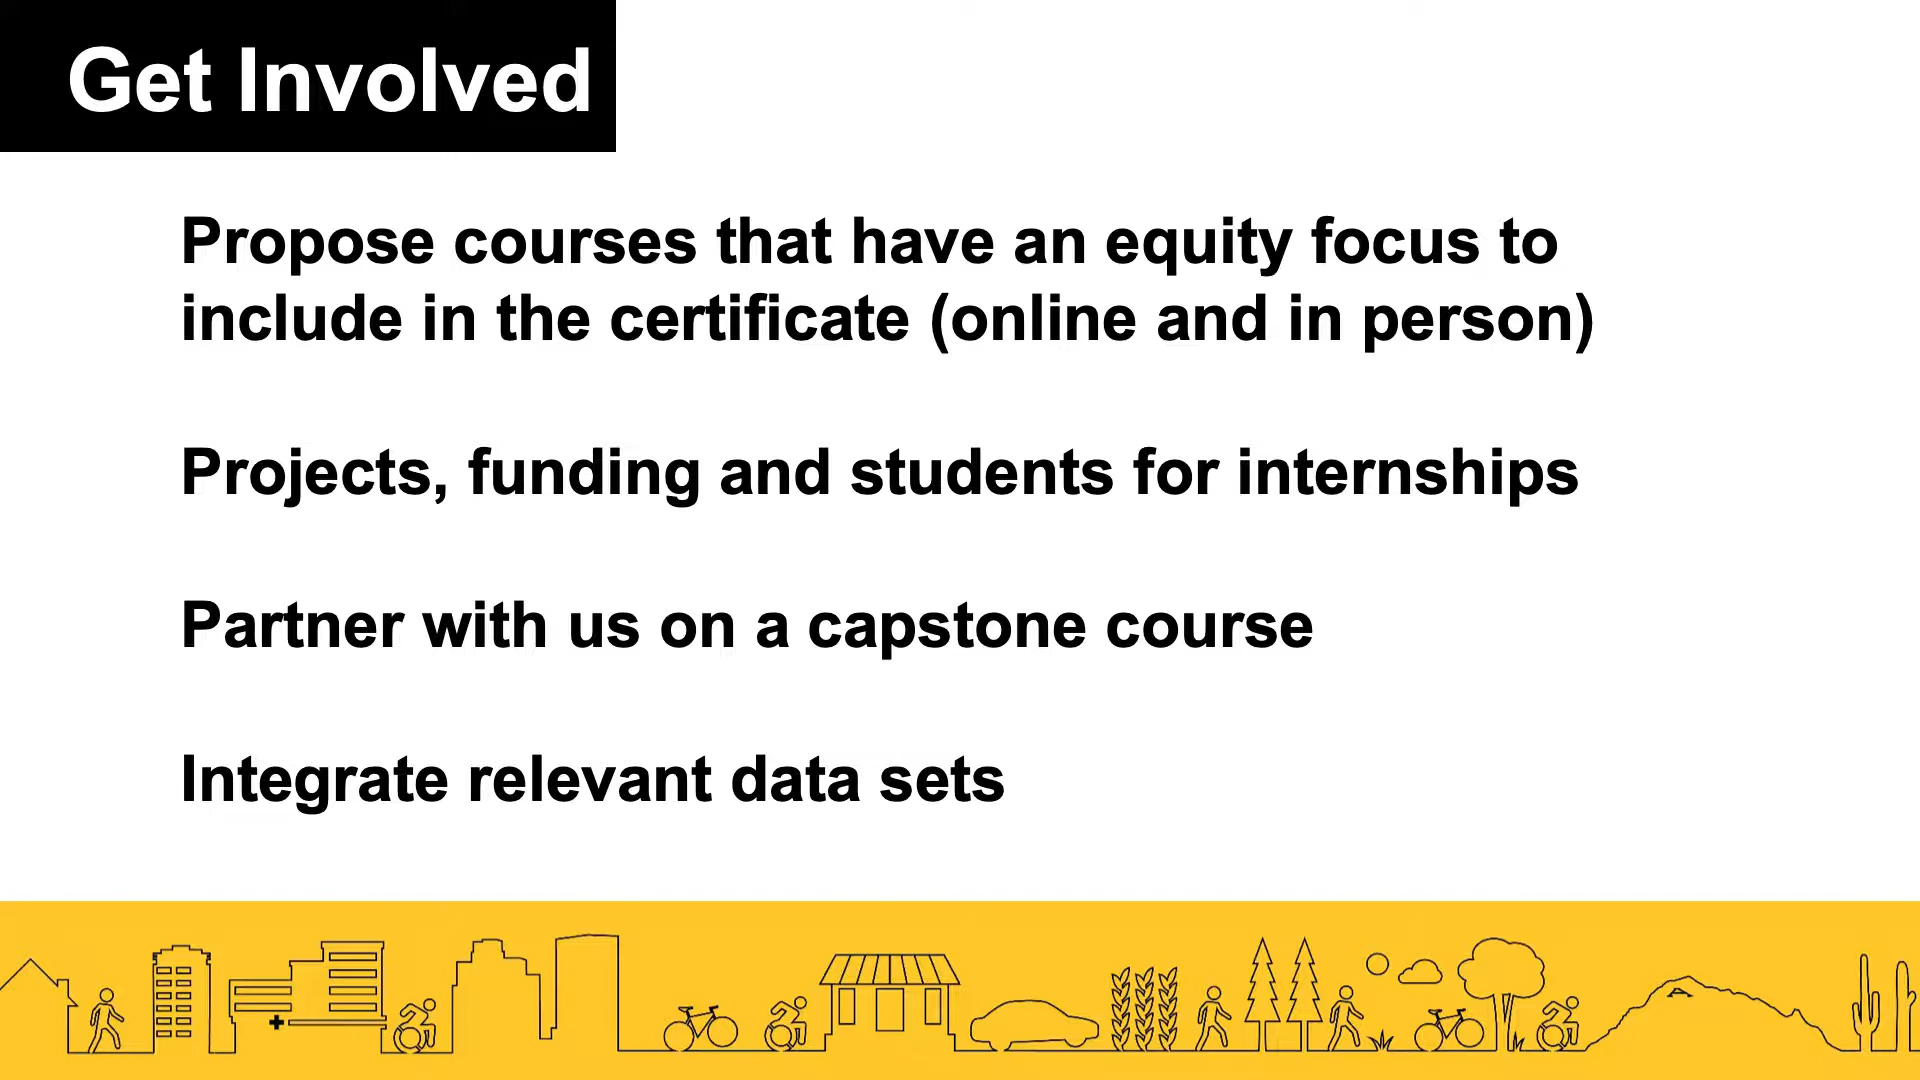 Get Involved
Propose courses that have an equity focus to
include in the certificate (online and in person)
Projects, funding and students for internships
Partner with us on a capstone course
Integrate relevant data sets